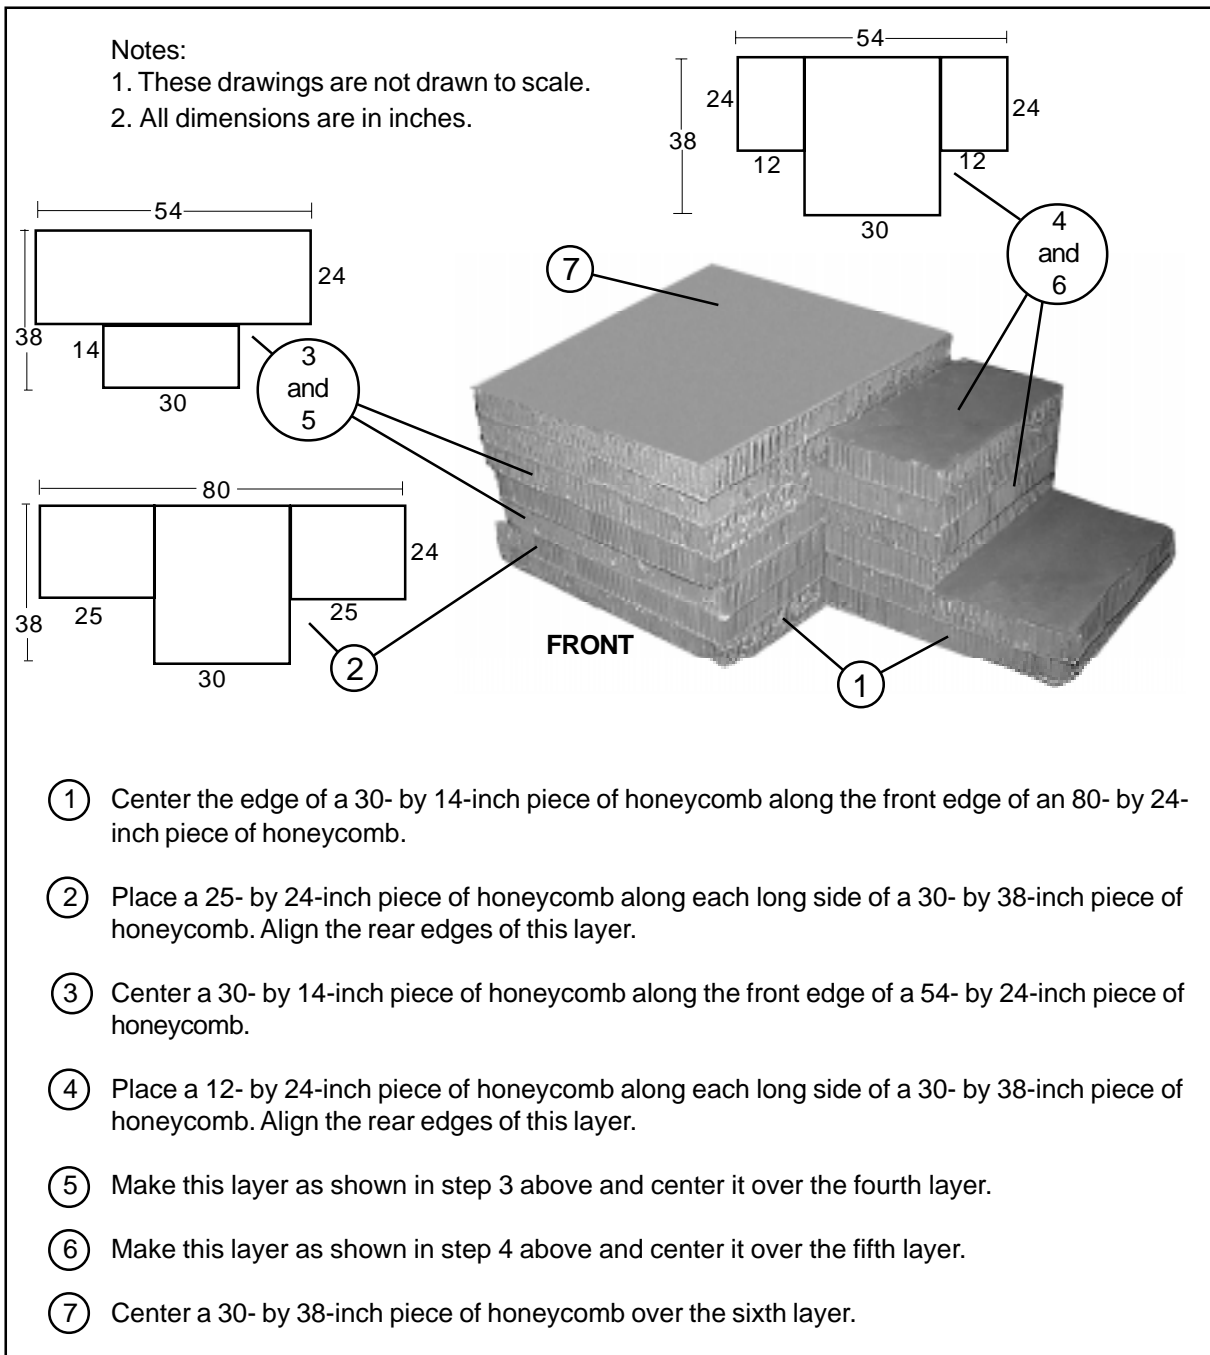 Notes:
1. These drawings are not drawn to scale.
2. All dimensions are in inches.
54
24
24
38
12
12
30
4
and
6
54
24
38
14
30
3
and
5
7
80
24
25
25
38
30
2
FRONT
1
1 Center the edge of a 30- by 14-inch piece of honeycomb along the front edge of an 80- by 24-
inch piece of honeycomb.
2 Place a 25- by 24-inch piece of honeycomb along each long side of a 30- by 38-inch piece of
honeycomb. Align the rear edges of this layer.
3 Center a 30- by 14-inch piece of honeycomb along the front edge of a 54- by 24-inch piece of
honeycomb.
4 Place a 12- by 24-inch piece of honeycomb along each long side of a 30- by 38-inch piece of
honeycomb. Align the rear edges of this layer.
5 Make this layer as shown in step 3 above and center it over the fourth layer.
6 Make this layer as shown in step 4 above and center it over the fifth layer.
7 Center a 30- by 38-inch piece of honeycomb over the sixth layer.